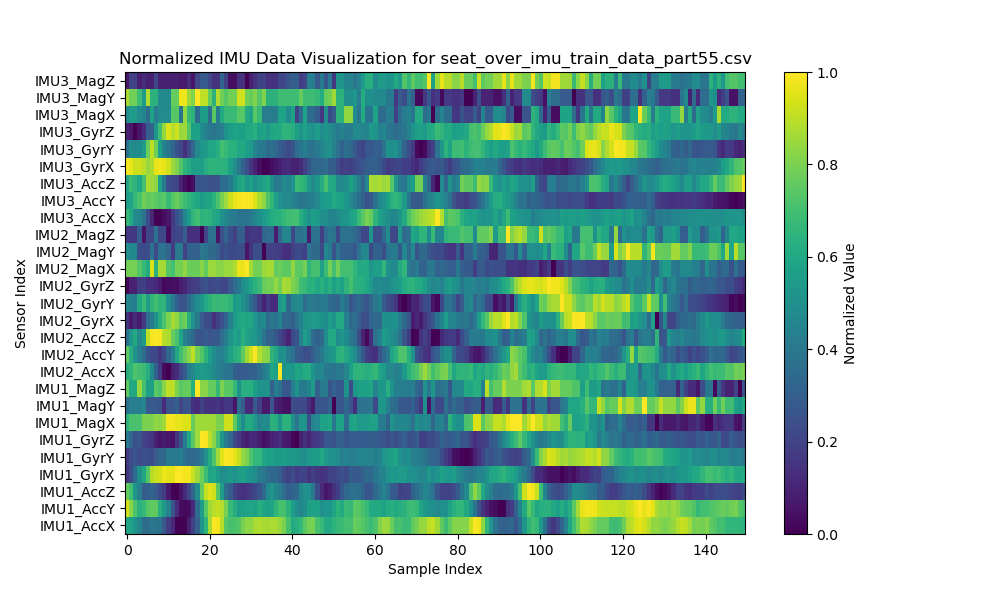 Normalized IMU Data Visualization for seat_over_imu_train_data_part55.csv
IMU3_MagZ
IMU3_MagY
IMU3_MagX
IMU3_GyrZ
IMU3_GyrY
IMU3_GyrX
IMU3_AccZ
IMU3_AccY
IMU3_AccX
IMU2_MagZ
IMU2_MagY
IMU2_MagX
IMU2_GyrZ
IMU2_GyrY
IMU2_GyrX
IMU2_AccZ
IMU2_AccY
IMU2_AccX
IMU1_MagZ
IMU1_MagY
IMU1_MagX
IMU1_GyrZ
IMU1_GyrY
IMU1_GyrX
IMU1_AccZ
IMU1_AccY
IMU1_AccX
Sensor Index
0 20 40 60 80 100 120 140
Sample Index
1.0
0.8
0.6
0.4
0.2
0.0
Normalized Value